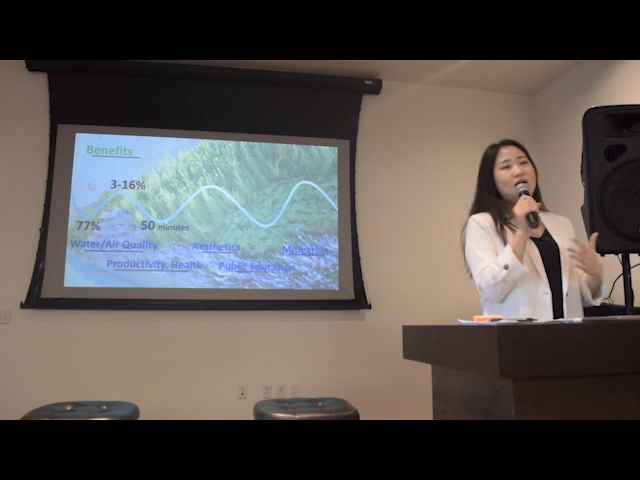 Benefits
3-16%
77%
50 minutes
Water/Air Quality
Aesthetics
Mitigation
Productivity, Health
Public Education